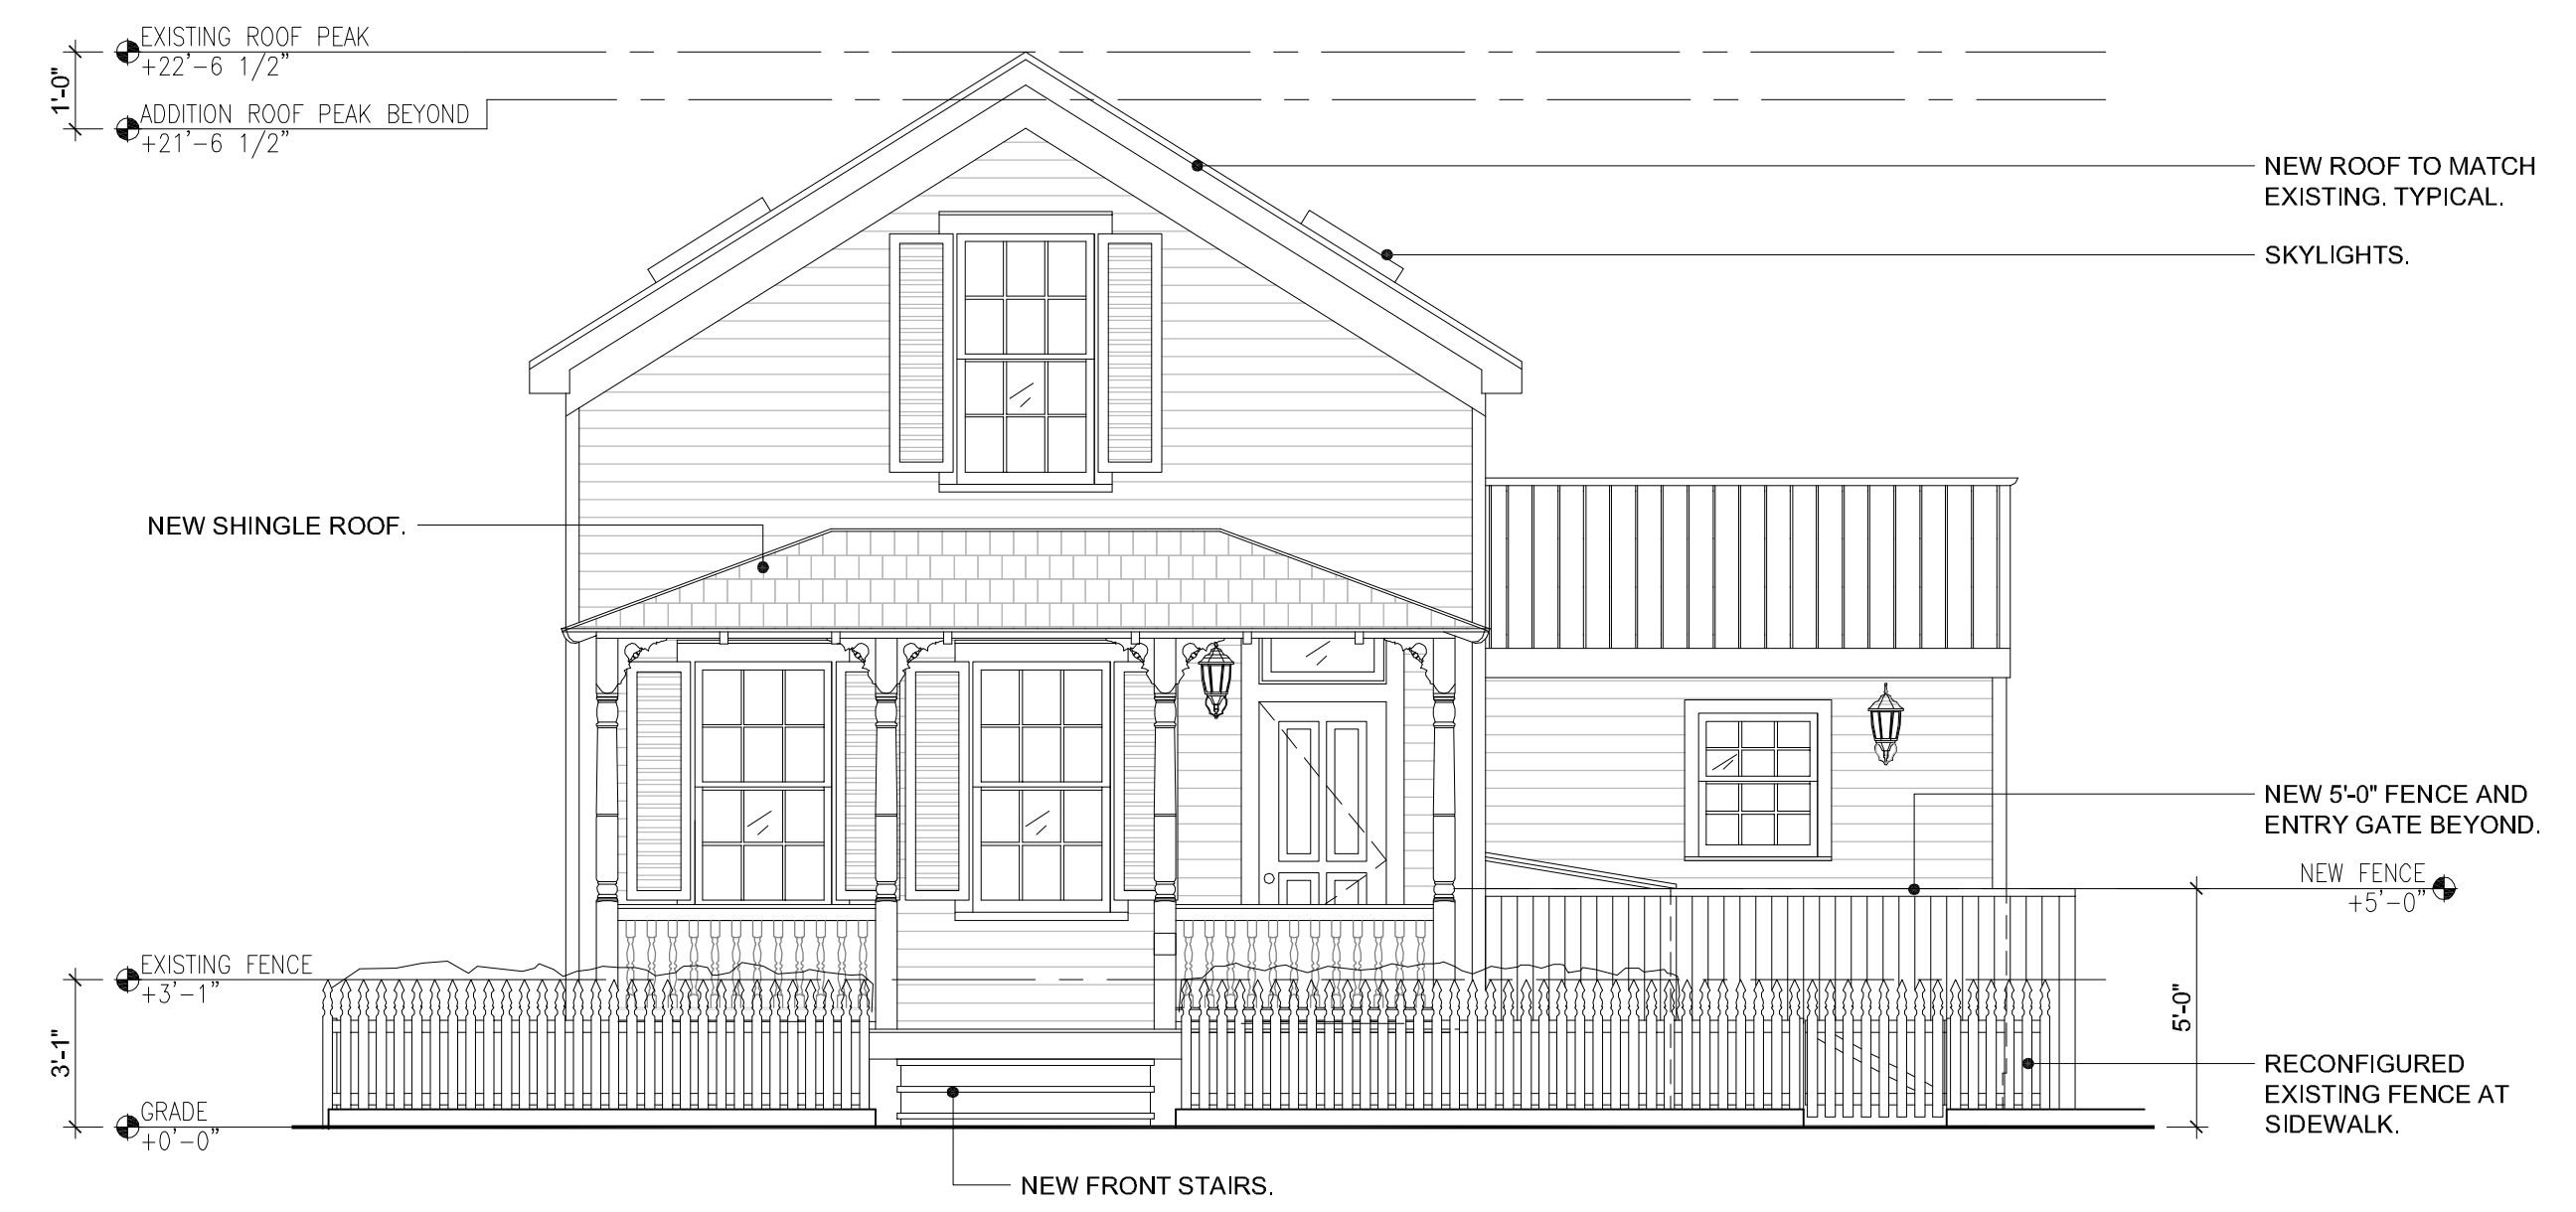 EXISTING ROOF PEAK
+22'-6 1/2"
1'-0"
ADDITION ROOF PEAK BEYOND
+21'-6 1/2"
NEW ROOF TO MATCH
EXISTING. TYPICAL.
SKYLIGHTS.
NEW SHINGLE ROOF.
NEW 5'-0" FENCE AND
ENTRY GATE BEYOND.
NEW FENCE
+5'-0"
EXISTING FENCE
+3'-1"
3'-1"
5'-0"
RECONFIGURED
EXISTING FENCE AT
SIDEWALK.
GRADE
+0'-0"
NEW FRONT STAIRS.